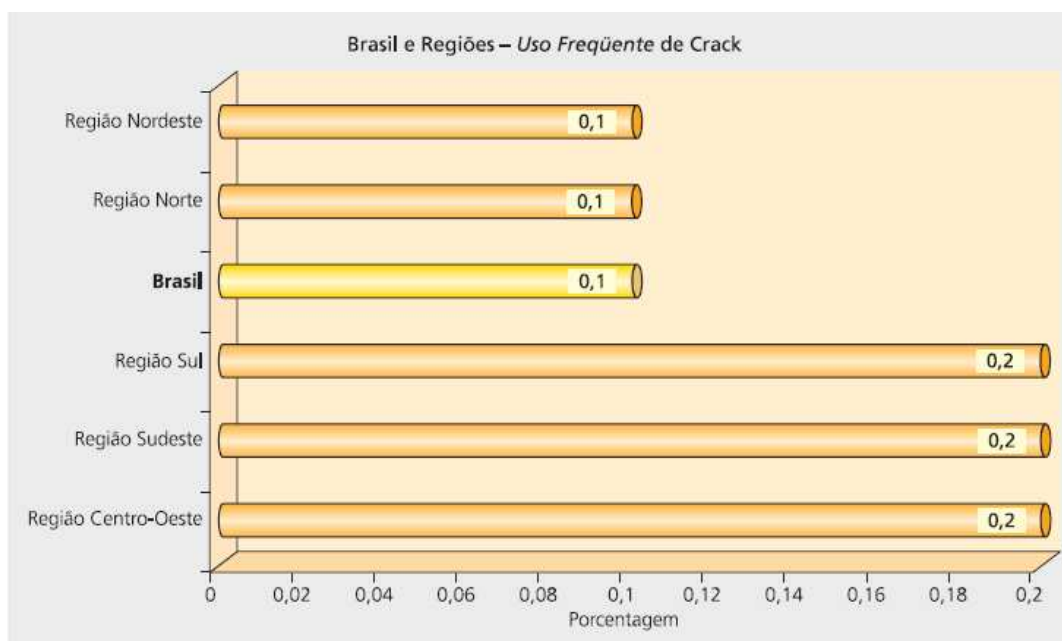 Brasil e Regiões – Uso Freqüente de Crack
Região Nordeste
0,1
Região Norte
0,1
Brasil
0,1
Região Sul
0,2
Região Sudeste
0,2
Região Centro-Oeste
0,2
0 0,02 0,04 0,06 0,08 0,1 0,12 0,14 0,16 0,18 0,2
Porcentagem